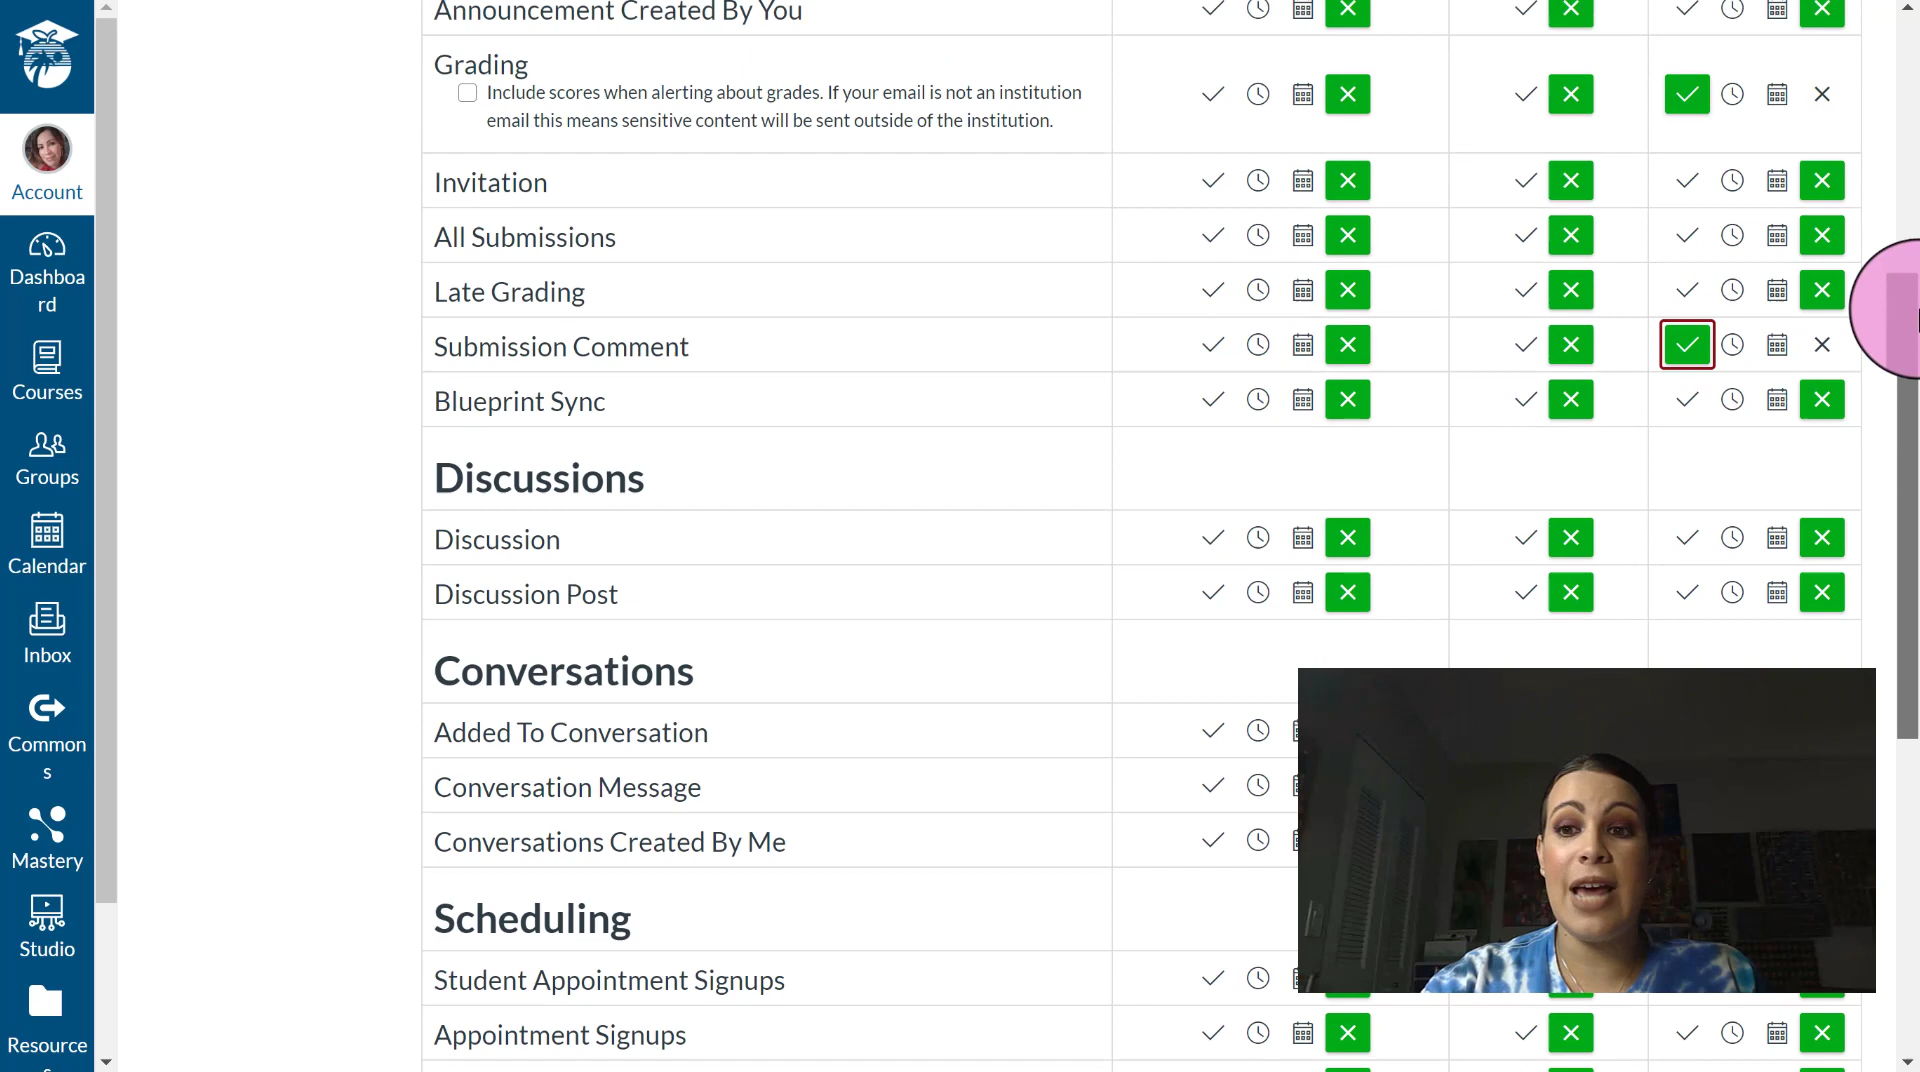 Announcement Created By You
Grading
Include scores when alerting about grades. If your email is not an institution
email this means sensitive content will be sent outside of the institution.
Invitation
All Submissions
Late Grading
Submission Comment
Blueprint Sync
Discussions
Discussion
Discussion Post
Conversations
Added To Conversation
Conversation Message
Conversations Created By Me
Scheduling
Student Appointment Signups
Appointment Signups
Account
Dashboa
rd
Courses
Groups
Calendar
Inbox
Common
s
Mastery
Studio
Resource
s